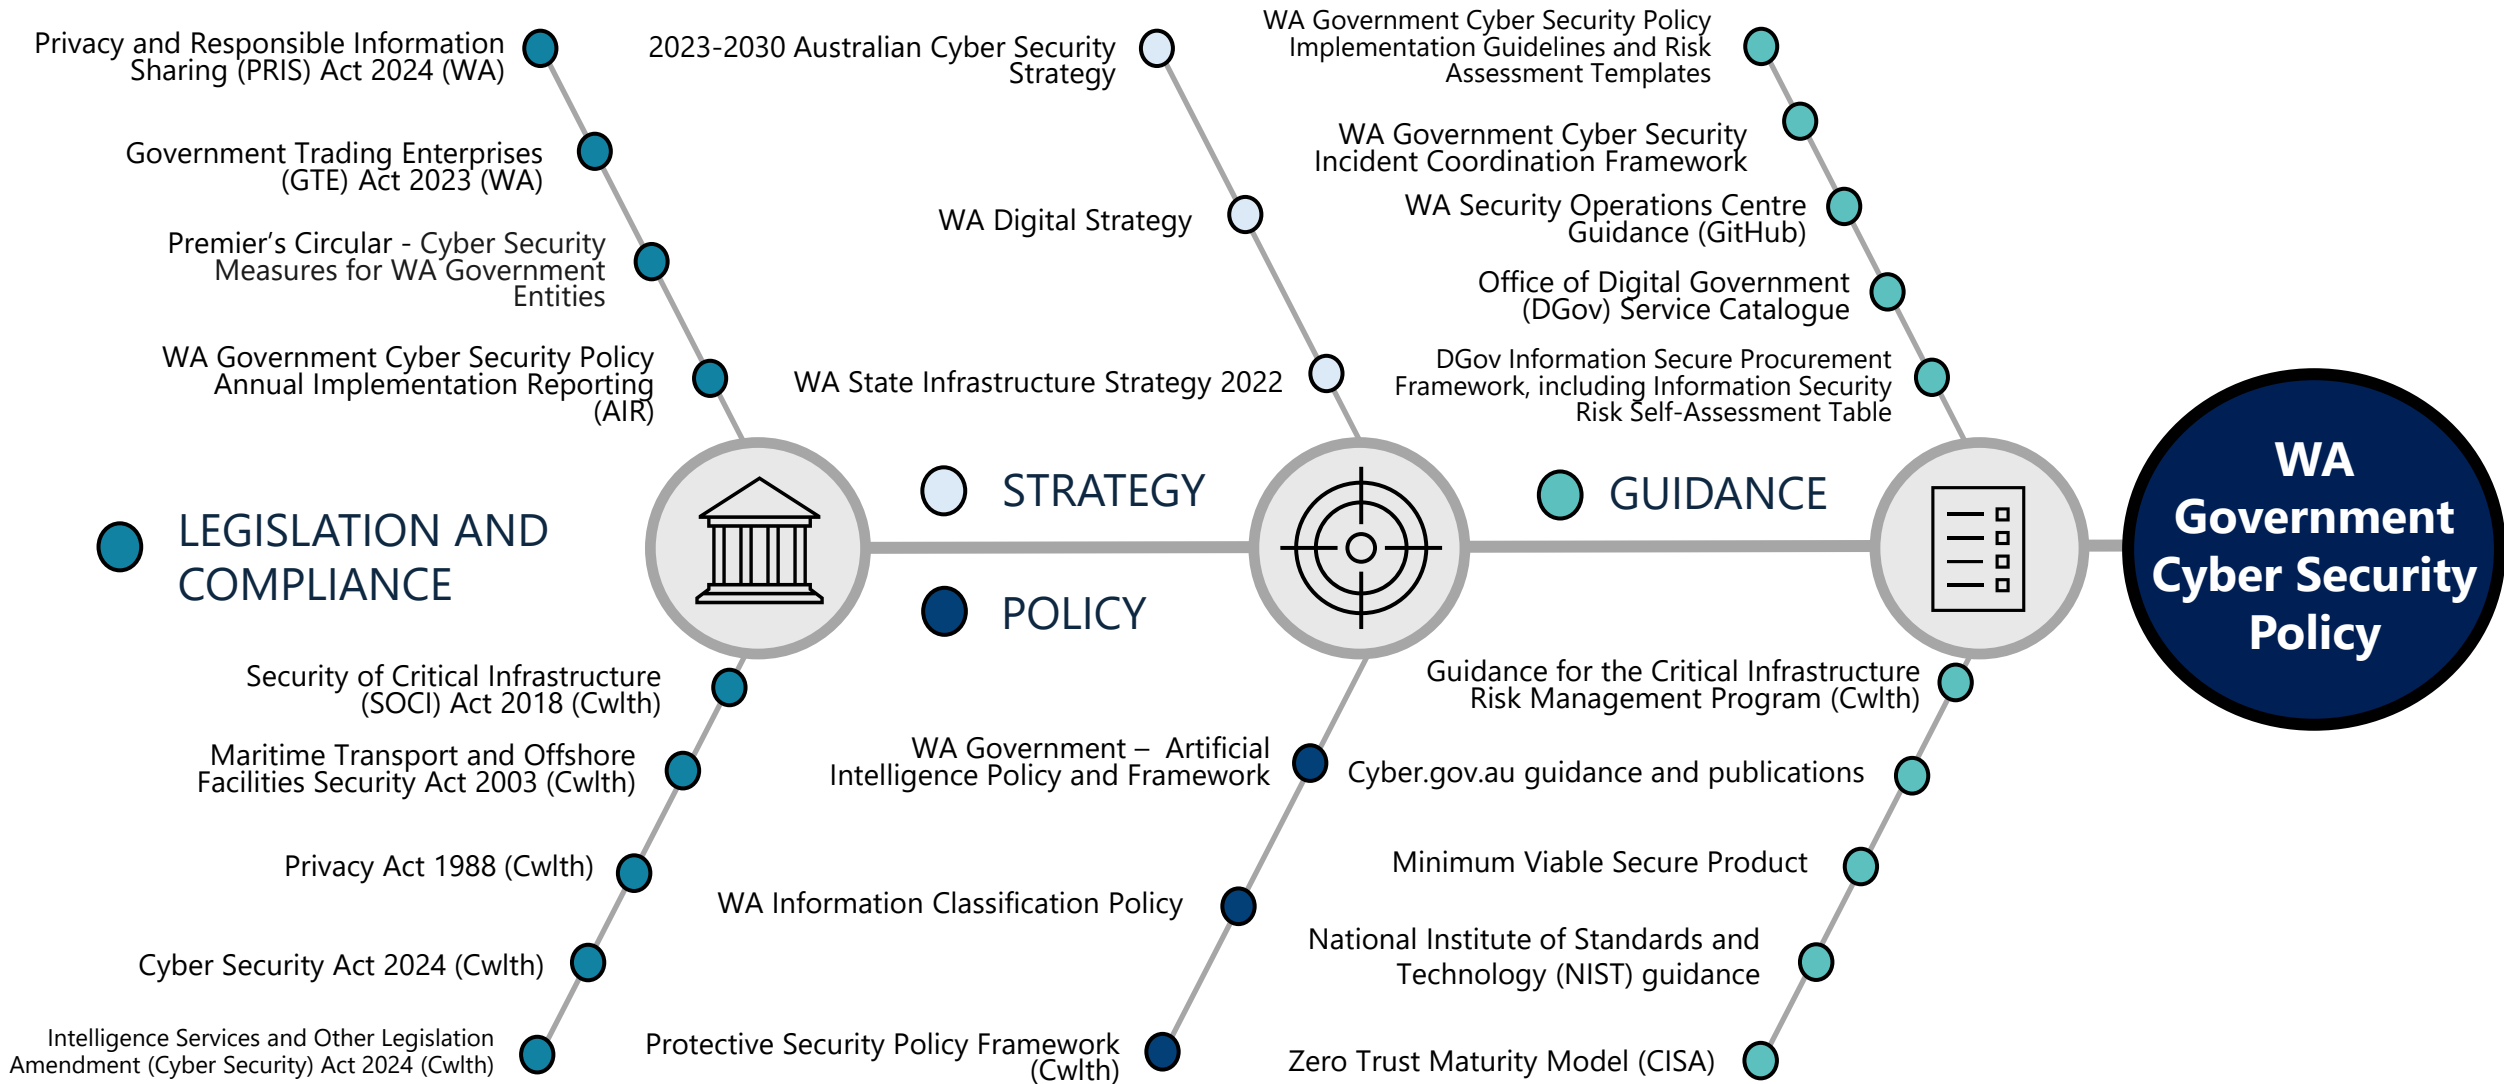 Privacy and Responsible Information
Sharing (PRIS) Act 2024 (WA)
Government Trading Enterprises
(GTE) Act 2023 (WA)
Premier’s Circular - Cyber Security
Measures for WA Government
Entities
WA Government Cyber Security Policy
Annual Implementation Reporting
(AIR)
LEGISLATION AND
COMPLIANCE
Security of Critical Infrastructure
(SOCI) Act 2018 (Cwlth)
Maritime Transport and Offshore
Facilities Security Act 2003 (Cwlth)
Privacy Act 1988 (Cwlth)
Cyber Security Act 2024 (Cwlth)
Intelligence Services and Other Legislation
Amendment (Cyber Security) Act 2024 (Cwlth)
2023-2030 Australian Cyber Security
Strategy
WA Digital Strategy
WA State Infrastructure Strategy 2022
STRATEGY
POLICY
WA Government – Artificial
Intelligence Policy and Framework
WA Information Classification Policy
Protective Security Policy Framework
(Cwlth)
WA Government Cyber Security Policy
Implementation Guidelines and Risk
Assessment Templates
WA Government Cyber Security
Incident Coordination Framework
WA Security Operations Centre
Guidance (GitHub)
Office of Digital Government
(DGov) Service Catalogue
DGov Information Secure Procurement
Framework, including Information Security
Risk Self-Assessment Table
GUIDANCE
Guidance for the Critical Infrastructure
Risk Management Program (Cwlth)
Cyber.gov.au guidance and publications
Minimum Viable Secure Product
National Institute of Standards and
Technology (NIST) guidance
Zero Trust Maturity Model (CISA)
WA
Government
Cyber Security
Policy